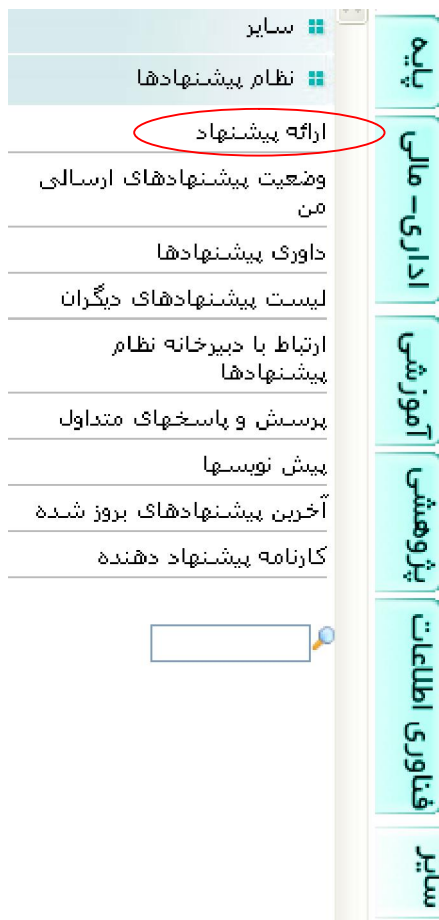 سایر
نظام پیشنهادها
ارائه پیشنهاد
وضعیت پیشنهادهای ارسالی
من
داوری پیشنهادها
لیست پیشنهادهای دیگران
ارتباط با دبیرخانه نظام
پیشنهادها
پرسش و پاسخهای متداول
پیش نویسها
آخرین پیشنهادهای بروز شده
کارنامه پیشنهاد دهنده
پایه
اداری- مالی
آموزشی
پژوهشی
فناوری اطلاعات
سایر